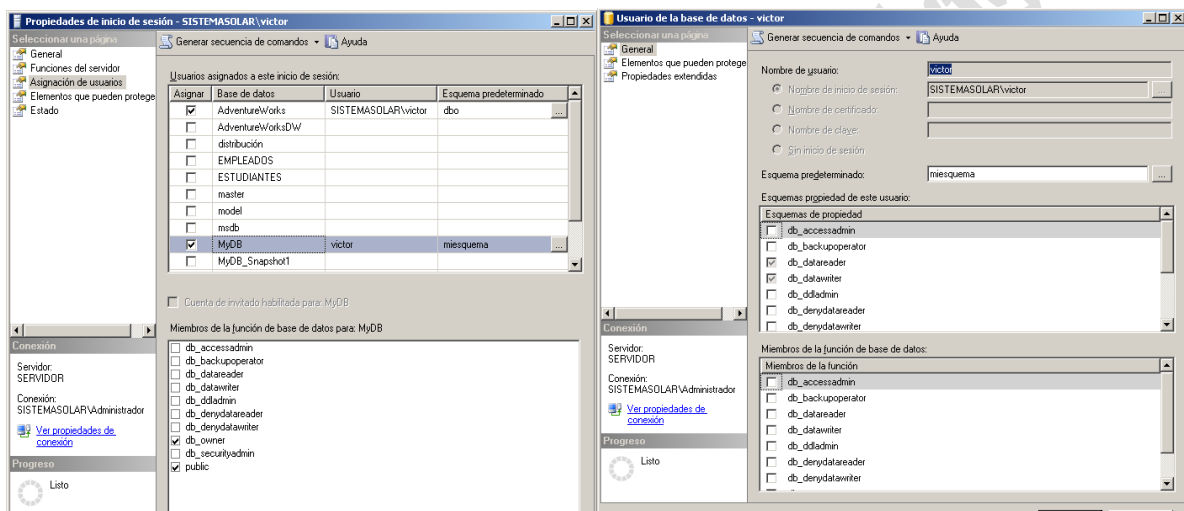 Propiedades de inicio de sesión - SISTEMASOLAR\victor
Seleccionar una página
General
Funciones del servidor
Asignación de usuarios
Elementos que pueden protege
Estado
Generar secuencia de comandos
Ayuda
Usuarios asignados a este inicio de sesión:
Asignar Base de datos Usuario Esquema predeterminado
AdventureWorks SISTEMASOLAR\victor dbo ...
AdventureWorksDW
distribución
EMPLEADOS
ESTUDIANTES
master
model
msdb
MyDB victor miesquema ...
MyDB_Snapshot1
Cuenta de invitado habilitada para: MyDB
Miembros de la función de base de datos para: MyDB
db_accessadmin
db_backupoperator
db_datareader
db_datawriter
db_ddladmin
db_denydatareader
db_denydatawriter
db_owner
db_securityadmin
public
Conexión
Servidor:
SERVIDOR
Conexión:
SISTEMASOLAR\Administrador
Ver propiedades de
conexión
Progreso
Listo
Usuario de la base de datos - victor
Seleccionar una página
General
Elementos que pueden protege
Propiedades extendidas
Generar secuencia de comandos
Ayuda
Nombre de usuario: victor
Nombre de inicio de sesión: SISTEMASOLAR\victor ...
Nombre de certificado:
Nombre de clave:
Sin inicio de sesión
Esquema predeterminado: miesquema ...
Esquemas propiedad de este usuario:
Esquemas de propiedad
db_accessadmin
db_backupoperator
db_datareader
db_datawriter
db_ddladmin
db_denydatareader
db_denydatawriter
Miembros de la función de base de datos:
Miembros de la función
db_accessadmin
db_backupoperator
db_datareader
db_datawriter
db_ddladmin
db_denydatareader
db_denydatawriter
Conexión
Servidor:
SERVIDOR
Conexión:
SISTEMASOLAR\Administrador
Ver propiedades de
conexión
Progreso
Listo